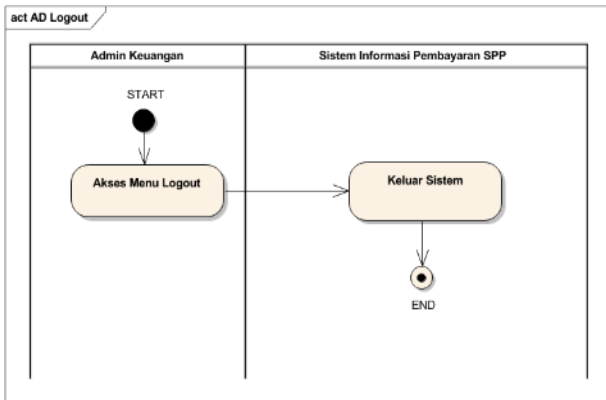 act AD Logout
Admin Keuangan
Sistem Informasi Pembayaran SPP
START
Akses Menu Logout
Keluar Sistem
END